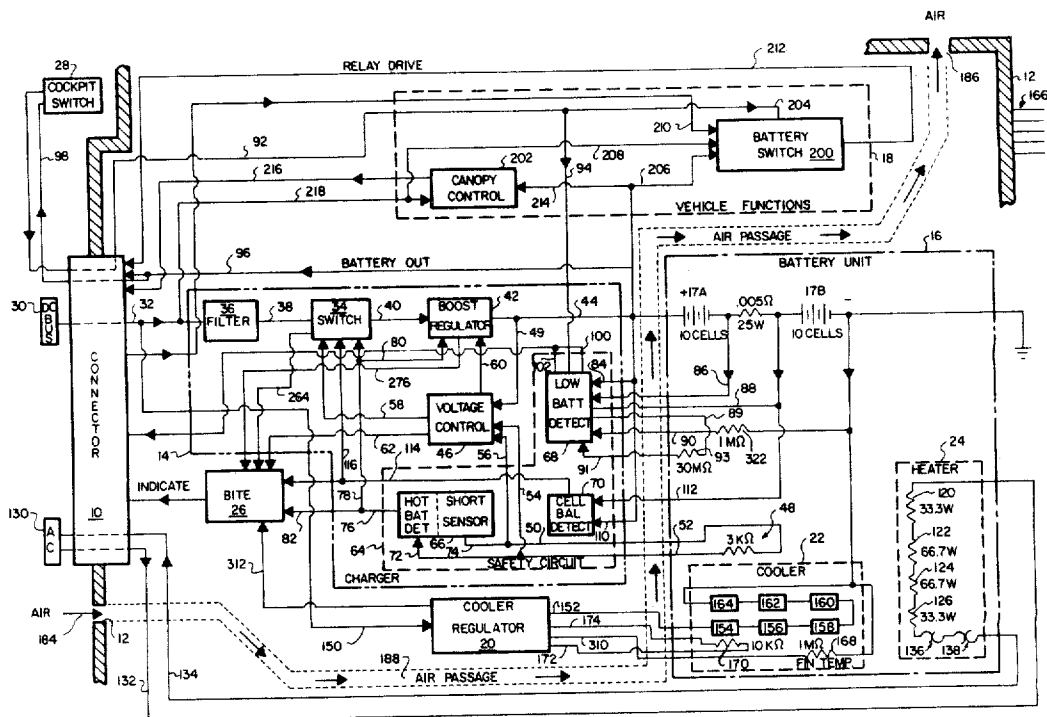 AIR
28
COCKPIT
SWITCH
RELAY DRIVE
212
186
12
166
98
92
204
210
BATTERY
SWITCH 200
18
216
202
208
218
CANOPY
CONTROL
94
206
214
VEHICLE FUNCTIONS
AIR PASSAGE
16
96
BATTERY OUT
BATTERY UNIT
30
DC
BUS
32
36
FILTER
38
34
SWITCH
40
BOOST
REGULATOR
42
44
+17A
10 CELLS
.005Ω
25W
17B
10 CELLS
−
80
49
100
102
84
86
88
276
264
60
LOW
BATT
DETECT
68
89
58
VOLTAGE
CONTROL
46
90
93
1MΩ
322
CONNECTOR
10
14
62
114
56
91
30MΩ
24
HEATER
116
54
70
112
120
33.3W
INDICATE
BITE
26
78
76
HOT
BAT
DET
SHORT
SENSOR
66
CELL
BAL
DETECT
110
48
122
66.7W
130
AC
82
64
72
74
50
52
3KΩ
22
124
66.7W
312
CHARGER
SAFETY CIRCUIT
COOLER
126
33.3W
AIR
184
12
COOLER
REGULATOR
20
152
174
310
172
164
162
160
154
156
158
168
10KΩ
1MΩ
170
FIN TEMP.
136
138
150
132
134
188
AIR PASSAGE